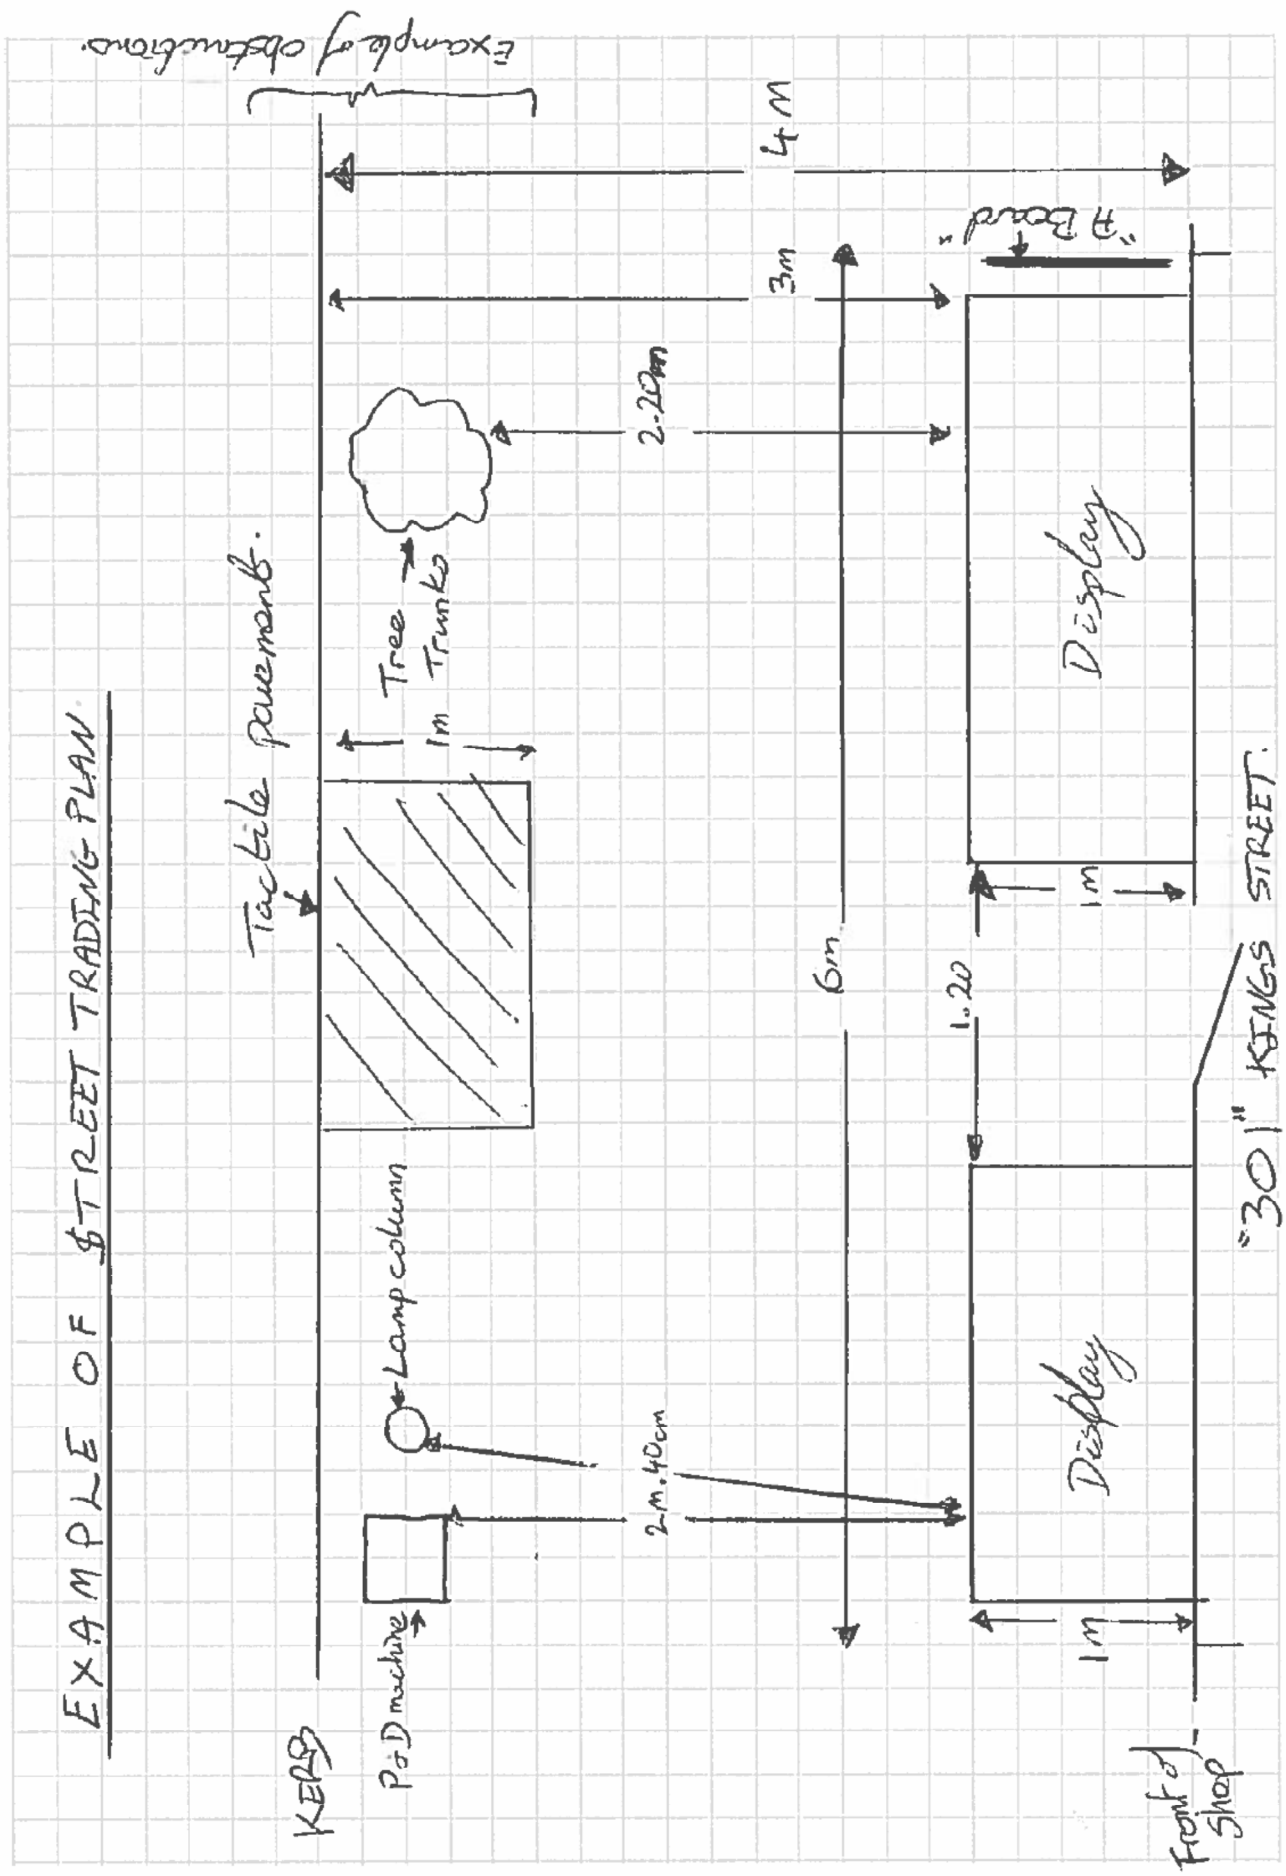 EXAMPLE OF STREET TRADING PLAN
Example of obstructions.
Tactile pavement.
KERB
P&D machine
Lamp column
1m
Tree
Trunks
2m.40cm
2.20m
3m
4M
6m
1.20
"A Board"
Display
Display
1M
1M
Front of
Shop
"301" KINGS STREET.